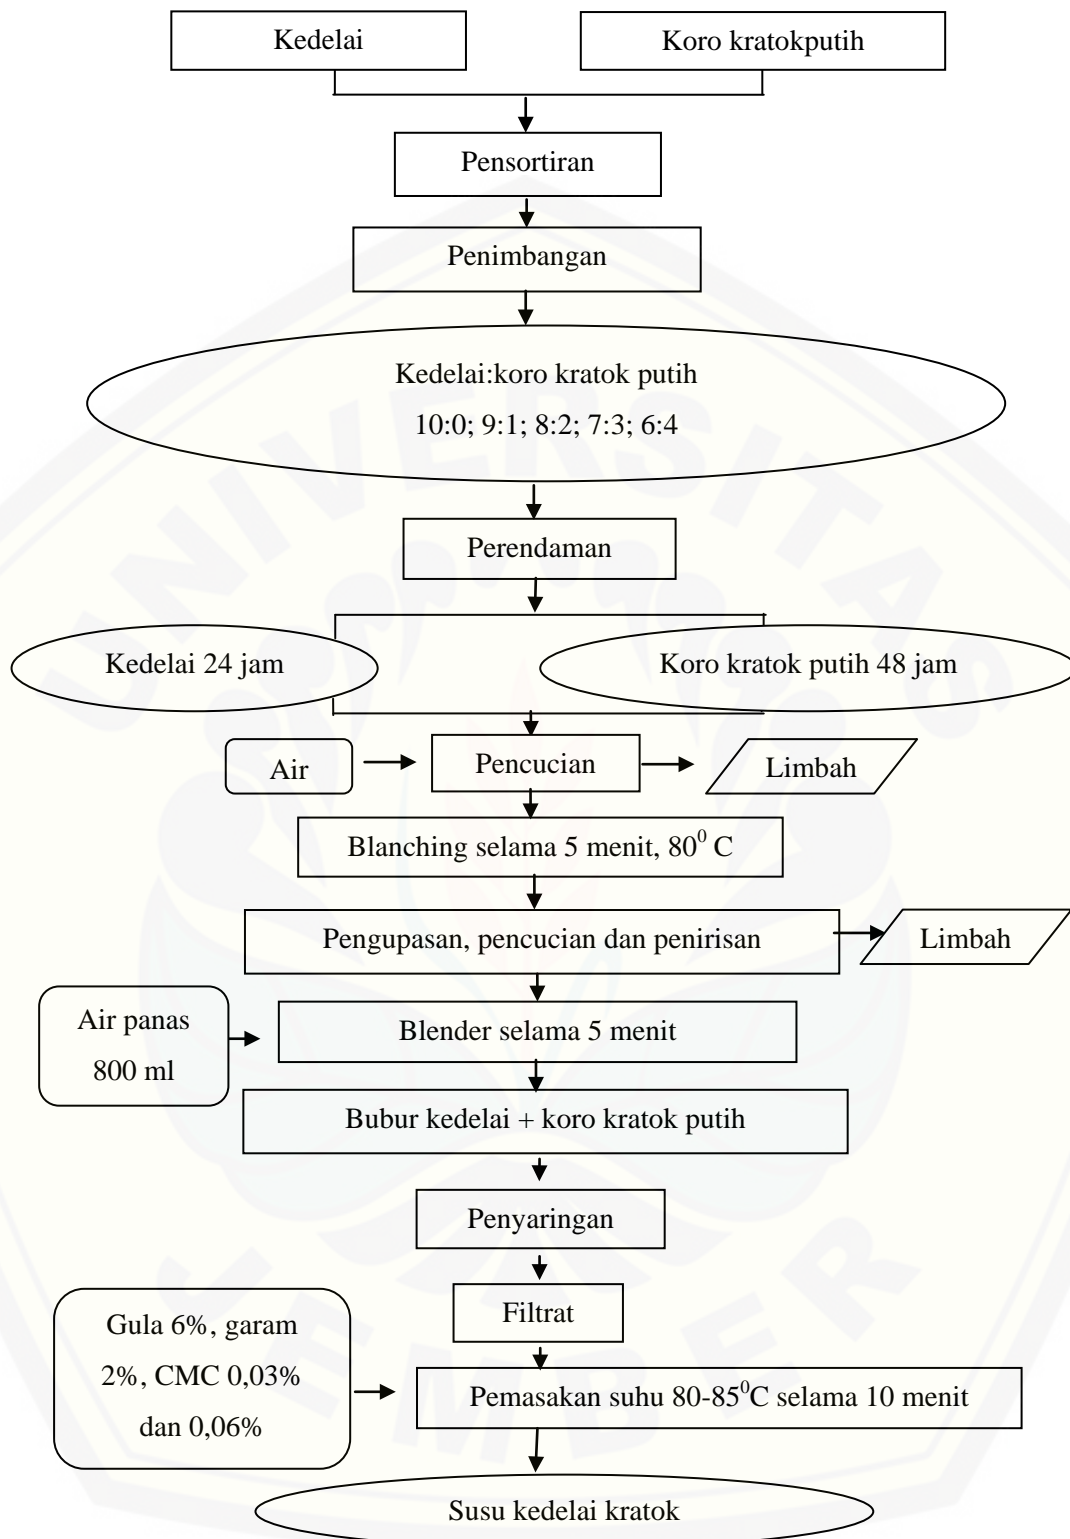 Kedelai
Koro kratokputih
Pensortiran
Penimbangan
Kedelai:koro kratok putih
10:0; 9:1; 8:2; 7:3; 6:4
Perendaman
Kedelai 24 jam
Koro kratok putih 48 jam
Air
Pencucian
Limbah
Blanching selama 5 menit, 80⁰ C
Pengupasan, pencucian dan penirisan
Limbah
Air panas
800 ml
Blender selama 5 menit
Bubur kedelai + koro kratok putih
Penyaringan
Filtrat
Gula 6%, garam
2%, CMC 0,03%
dan 0,06%
Pemasakan suhu 80-85⁰C selama 10 menit
Susu kedelai kratok
UNIVERSITAS
JEMBER